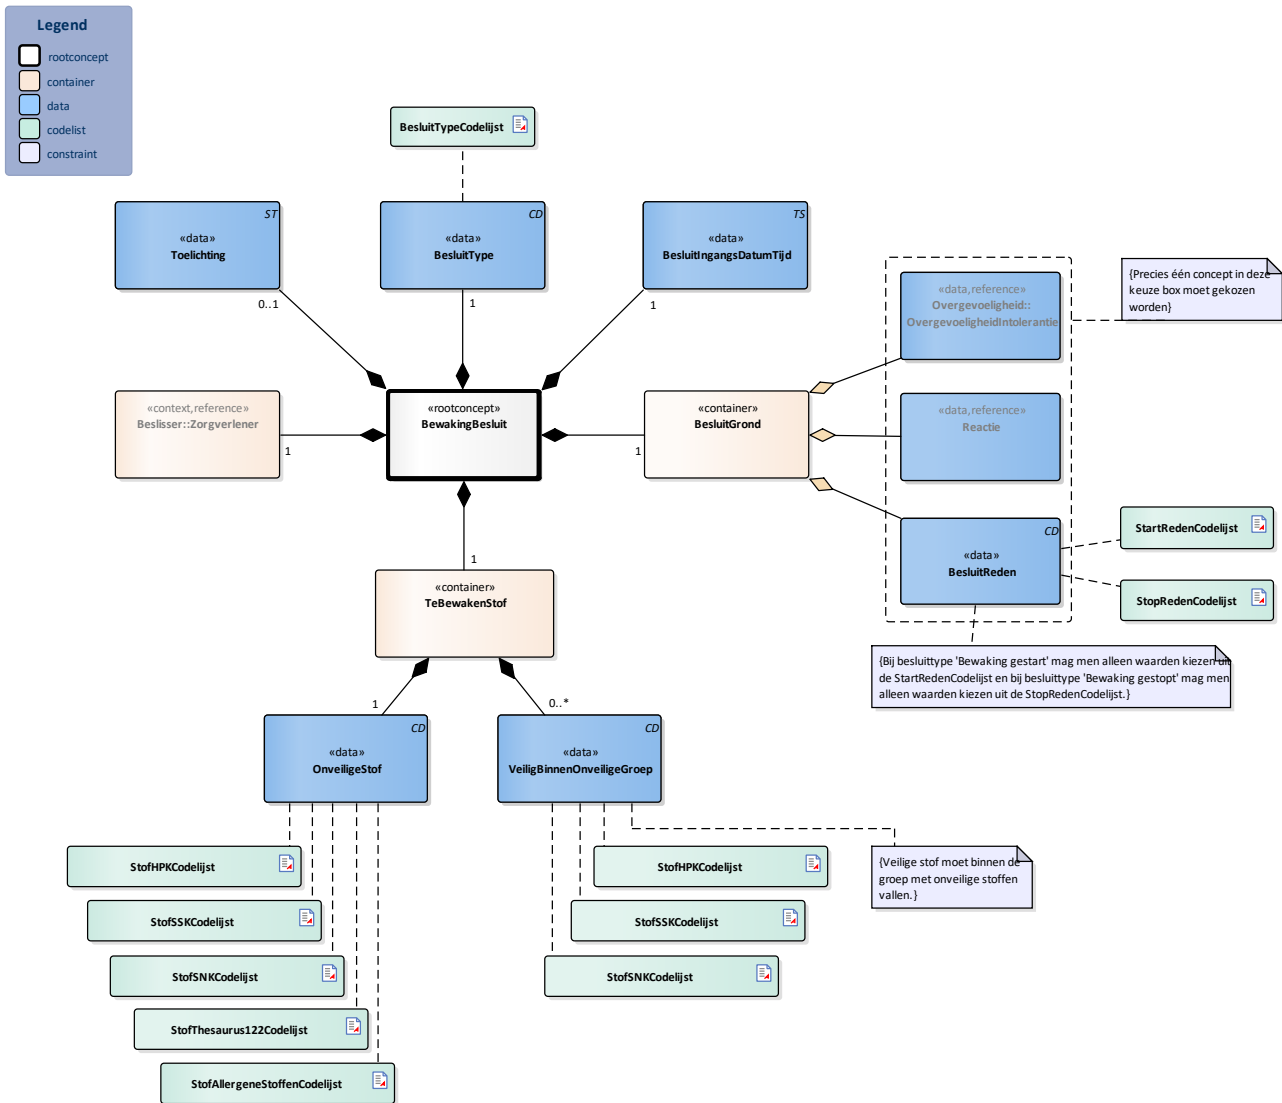 Legend
rootconcept
container
data
codelist
constraint
BesluitTypeCodelijst
ST
«data»
Toelichting
0..1
CD
«data»
BesluitType
1
TS
«data»
BesluitIngangsDatumTijd
1
«data,reference»
Overgevoeligheid::
OvergevoeligheidIntolerantie
{Precies één concept in deze
keuze box moet gekozen
worden}
«context,reference»
Beslisser::Zorgverlener
1
«rootconcept»
BewakingBesluit
«container»
BesluitGrond
1
«data,reference»
Reactie
CD
«data»
BesluitReden
StartRedenCodelijst
StopRedenCodelijst
{Bij besluittype 'Bewaking gestart' mag men alleen waarden kiezen uit
de StartRedenCodelijst en bij besluittype 'Bewaking gestopt' mag men
alleen waarden kiezen uit de StopRedenCodelijst.}
1
«container»
TeBewakenStof
1
0..*
CD
«data»
OnveiligeStof
CD
«data»
VeiligBinnenOnveiligeGroep
StofHPKCodelijst
StofSSKCodelijst
StofSNKCodelijst
StofThesaurus122Codelijst
StofAllergeneStoffenCodelijst
StofHPKCodelijst
StofSSKCodelijst
StofSNKCodelijst
{Veilige stof moet binnen de
groep met onveilige stoffen
vallen.}